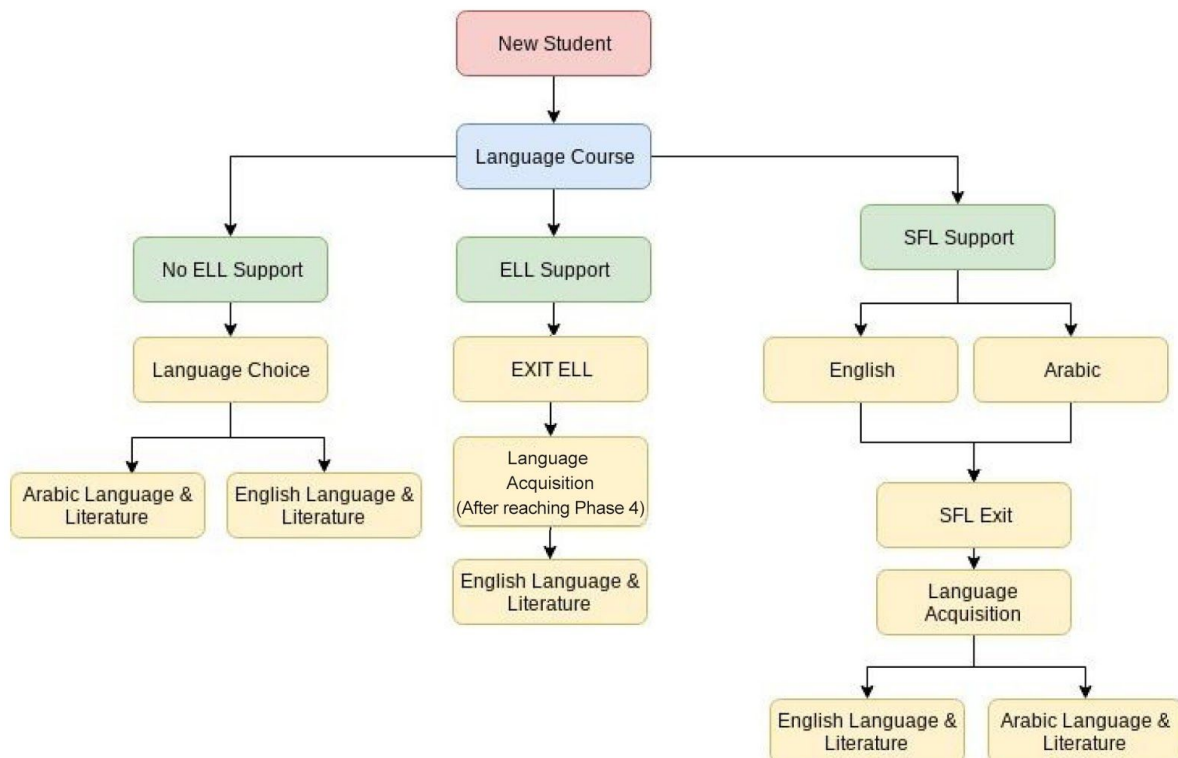 New Student
Language Course
No ELL Support
ELL Support
SFL Support
Language Choice
EXIT ELL
English
Arabic
Arabic Language &
Literature
English Language &
Literature
Language
Acquisition
(After reaching Phase 4)
SFL Exit
English Language &
Literature
Language
Acquisition
English Language &
Literature
Arabic Language &
Literature